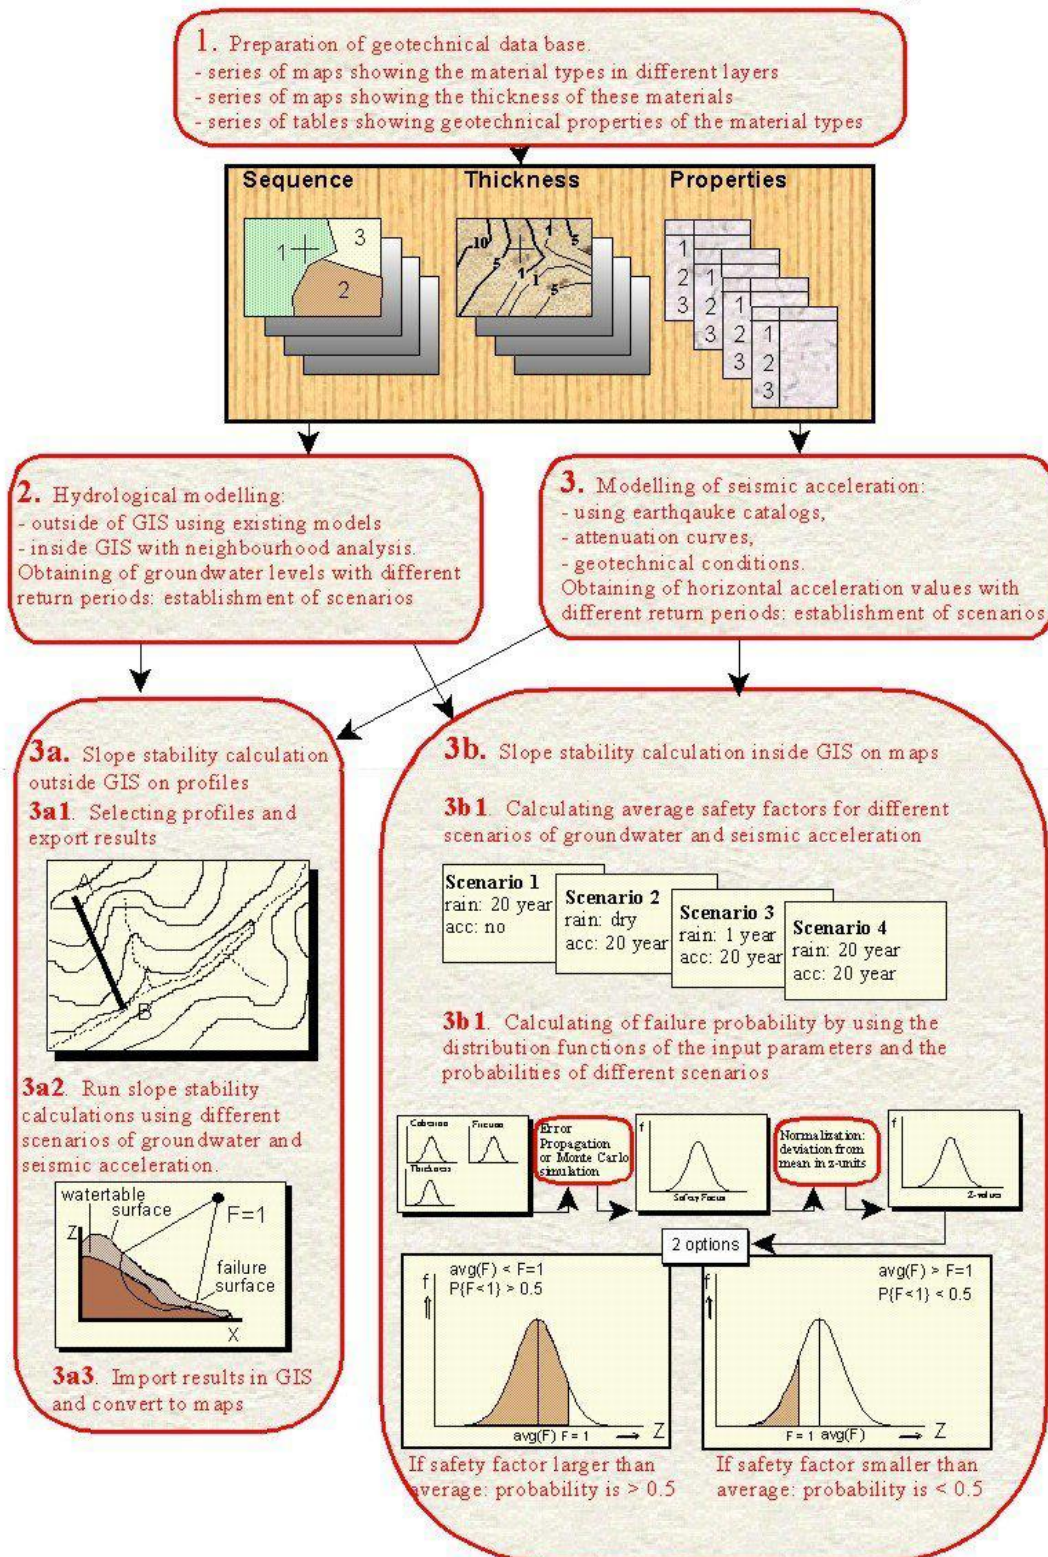 1. Preparation of geotechnical data base.
- series of maps showing the material types in different layers
- series of maps showing the thickness of these materials
- series of tables showing geotechnical properties of the material types
Sequence
Thickness
Properties
1
3
2
10
5
1
1
5
5
1
2
3
1
2
3
1
2
3
1
2
3
2. Hydrological modelling:
- outside of GIS using existing models
- inside GIS with neighbourhood analysis.
Obtaining of groundwater levels with different
return periods: establishment of scenarios
3. Modelling of seismic acceleration:
- using earthqauke catalogs,
- attenuation curves,
- geotechnical conditions.
Obtaining of horizontal acceleration values with
different return periods: establishment of scenarios
3a. Slope stability calculation
outside GIS on profiles
3a1. Selecting profiles and
export results
A
B
3a2. Run slope stability
calculations using different
scenarios of groundwater and
seismic acceleration.
watertable
surface
Z
F=1
failure
surface
X
3a3. Import results in GIS
and convert to maps
3b. Slope stability calculation inside GIS on maps
3b1. Calculating average safety factors for different
scenarios of groundwater and seismic acceleration
Scenario 1
rain: 20 year
acc: no
Scenario 2
rain: dry
acc: 20 year
Scenario 3
rain: 1 year
acc: 20 year
Scenario 4
rain: 20 year
acc: 20 year
3b1. Calculating of failure probability by using the
distribution functions of the input parameters and the
probabilities of different scenarios
Cohesion
Friction
Thickness
Error
Propagation
or Monte Carlo
simulation
f
Safety Factor
Normalization:
deviation from
mean in z-units
f
Z-values
2 options
avg(F) < F=1
P{F<1} > 0.5
f
avg(F) F = 1
Z
avg(F) > F=1
P{F<1} < 0.5
f
F = 1 avg(F)
Z
If safety factor larger than
average: probability is > 0.5
If safety factor smaller than
average: probability is < 0.5